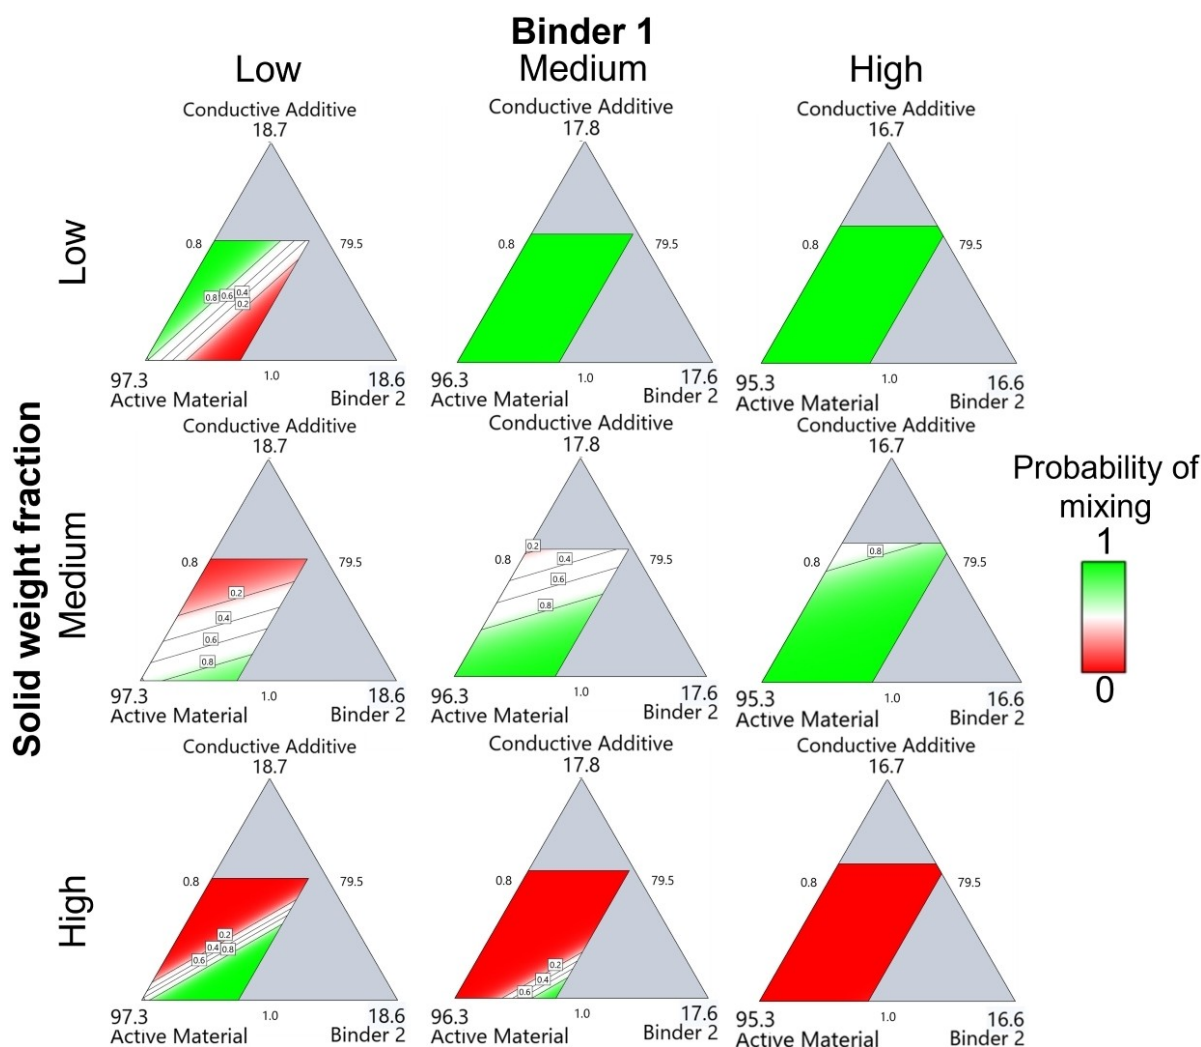 Binder 1
Low Medium High
Conductive Additive Conductive Additive Conductive Additive
18.7 17.8 16.7
Low
0.8 79.5 0.8 79.5 0.8 79.5
0.8 0.6 0.4
0.2
97.3 1.0 18.6 96.3 1.0 17.6 95.3 1.0 16.6
Active Material Binder 2 Active Material Binder 2 Active Material Binder 2
Solid weight fraction
Conductive Additive Conductive Additive Conductive Additive
18.7 17.8 16.7
Medium
0.8 79.5 0.8 79.5 0.8 79.5
0.2 0.4 0.6 0.8
0.2 0.4 0.6 0.8
0.8
97.3 1.0 18.6 96.3 1.0 17.6 95.3 1.0 16.6
Active Material Binder 2 Active Material Binder 2 Active Material Binder 2
Probability of
mixing
1
0
Conductive Additive Conductive Additive Conductive Additive
18.7 17.8 16.7
High
0.8 79.5 0.8 79.5 0.8 79.5
0.2
0.4 0.8
0.6
0.2
0.4
0.6
97.3 1.0 18.6 96.3 1.0 17.6 95.3 1.0 16.6
Active Material Binder 2 Active Material Binder 2 Active Material Binder 2